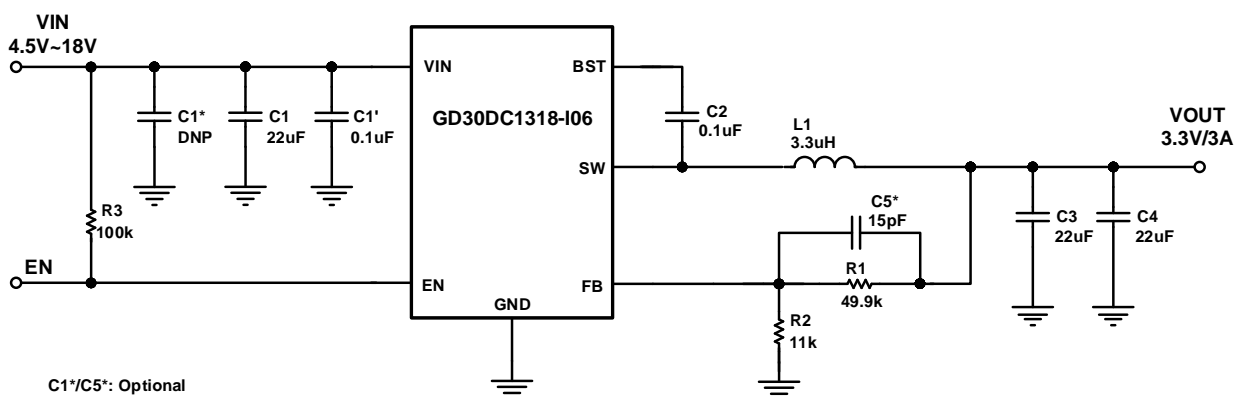 VIN
4.5V~18V
VIN
BST
GD30DC1318-I06
C1*
DNP
C1
22uF
C1'
0.1uF
C2
0.1uF
L1
3.3uH
VOUT
3.3V/3A
SW
R3
100k
C5*
15pF
C3
22uF
C4
22uF
EN
EN
FB
R1
49.9k
GND
R2
11k
C1*/C5*: Optional